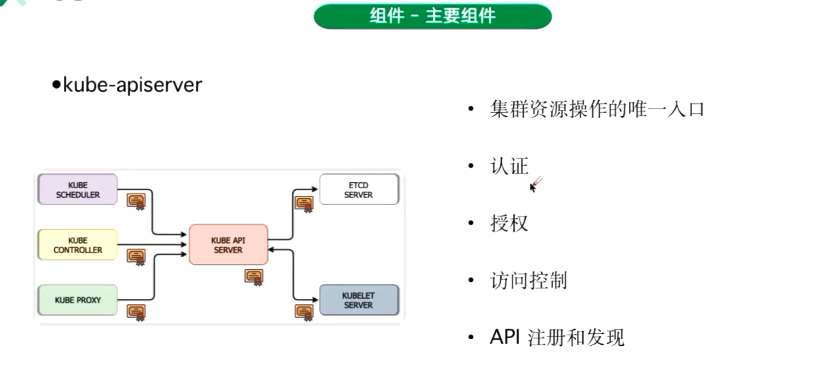 组件 - 主要组件
•kube-apiserver
• 集群资源操作的唯一入口
• 认证
• 授权
• 访问控制
• API 注册和发现
KUBE
SCHEDULER
KUBE
CONTROLLER
KUBE PROXY
KUBE API
SERVER
ETCD
SERVER
KUBELET
SERVER